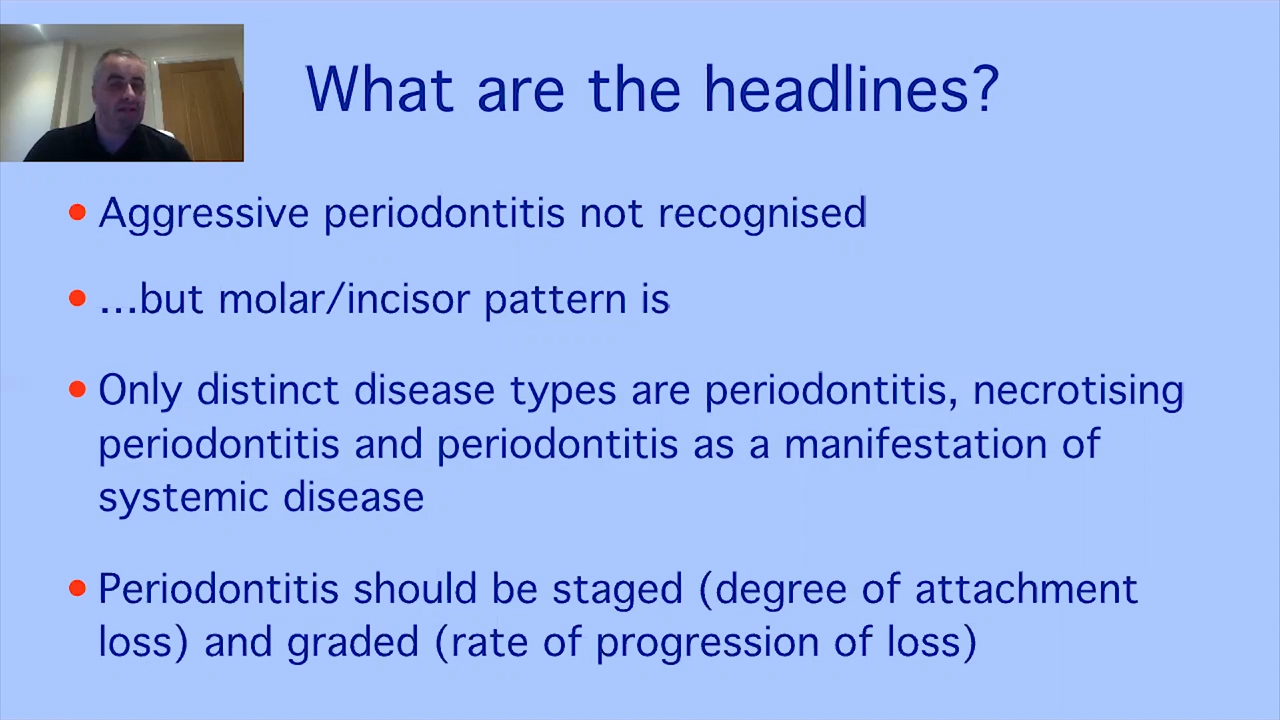 What are the headlines?
• Aggressive periodontitis not recognised
• ...but molar/incisor pattern is
• Only distinct disease types are periodontitis, necrotising
periodontitis and periodontitis as a manifestation of
systemic disease
• Periodontitis should be staged (degree of attachment
loss) and graded (rate of progression of loss)